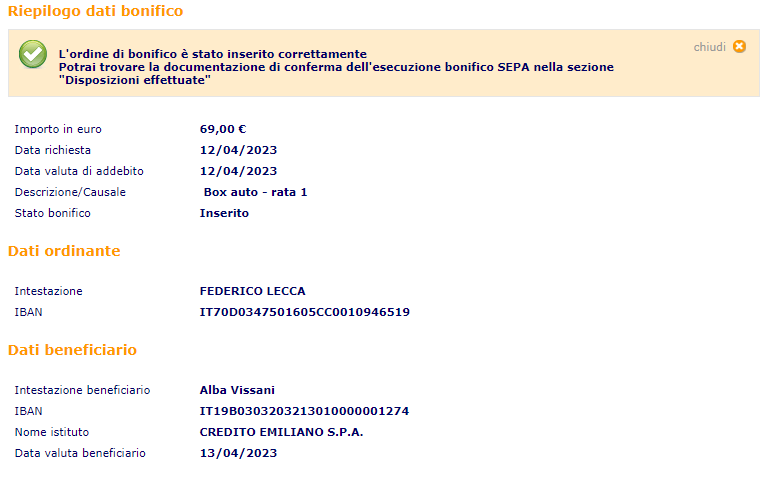 Riepilogo dati bonifico
L'ordine di bonifico è stato inserito correttamente
chiudi
Potrai trovare la documentazione di conferma dell'esecuzione bonifico SEPA nella sezione
"Disposizioni effettuate"
Importo in euro 69,00 €
Data richiesta 12/04/2023
Data valuta di addebito 12/04/2023
Descrizione/Causale Box auto - rata 1
Stato bonifico Inserito
Dati ordinante
Intestazione FEDERICO LECCA
IBAN IT70D0347501605CC0010946519
Dati beneficiario
Intestazione beneficiario Alba Vissani
IBAN IT19B0303203213010000001274
Nome istituto CREDITO EMILIANO S.P.A.
Data valuta beneficiario 13/04/2023